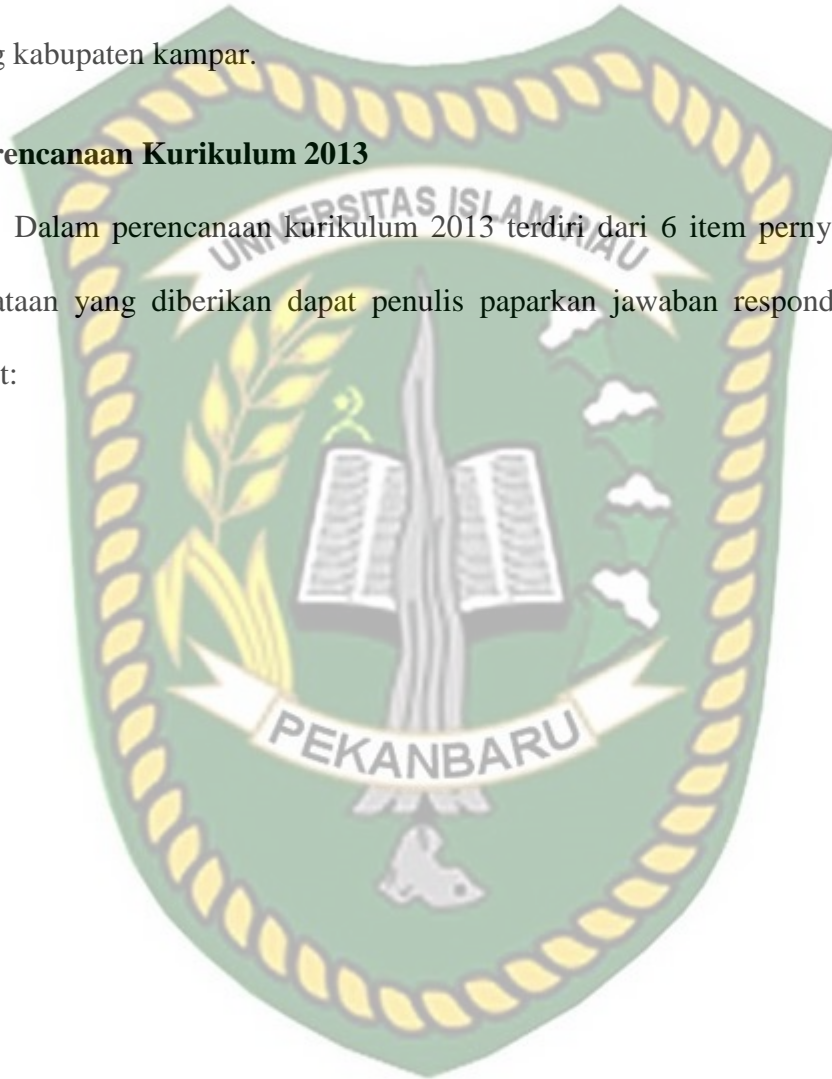 g kabupaten kampar.
rencanaan Kurikulum 2013
UNIVERSITAS ISLAM RIAU
Dalam perencanaan kurikulum 2013 terdiri dari 6 item perny
ataan yang diberikan dapat penulis paparkan jawaban respond
t:
PEKANBARU